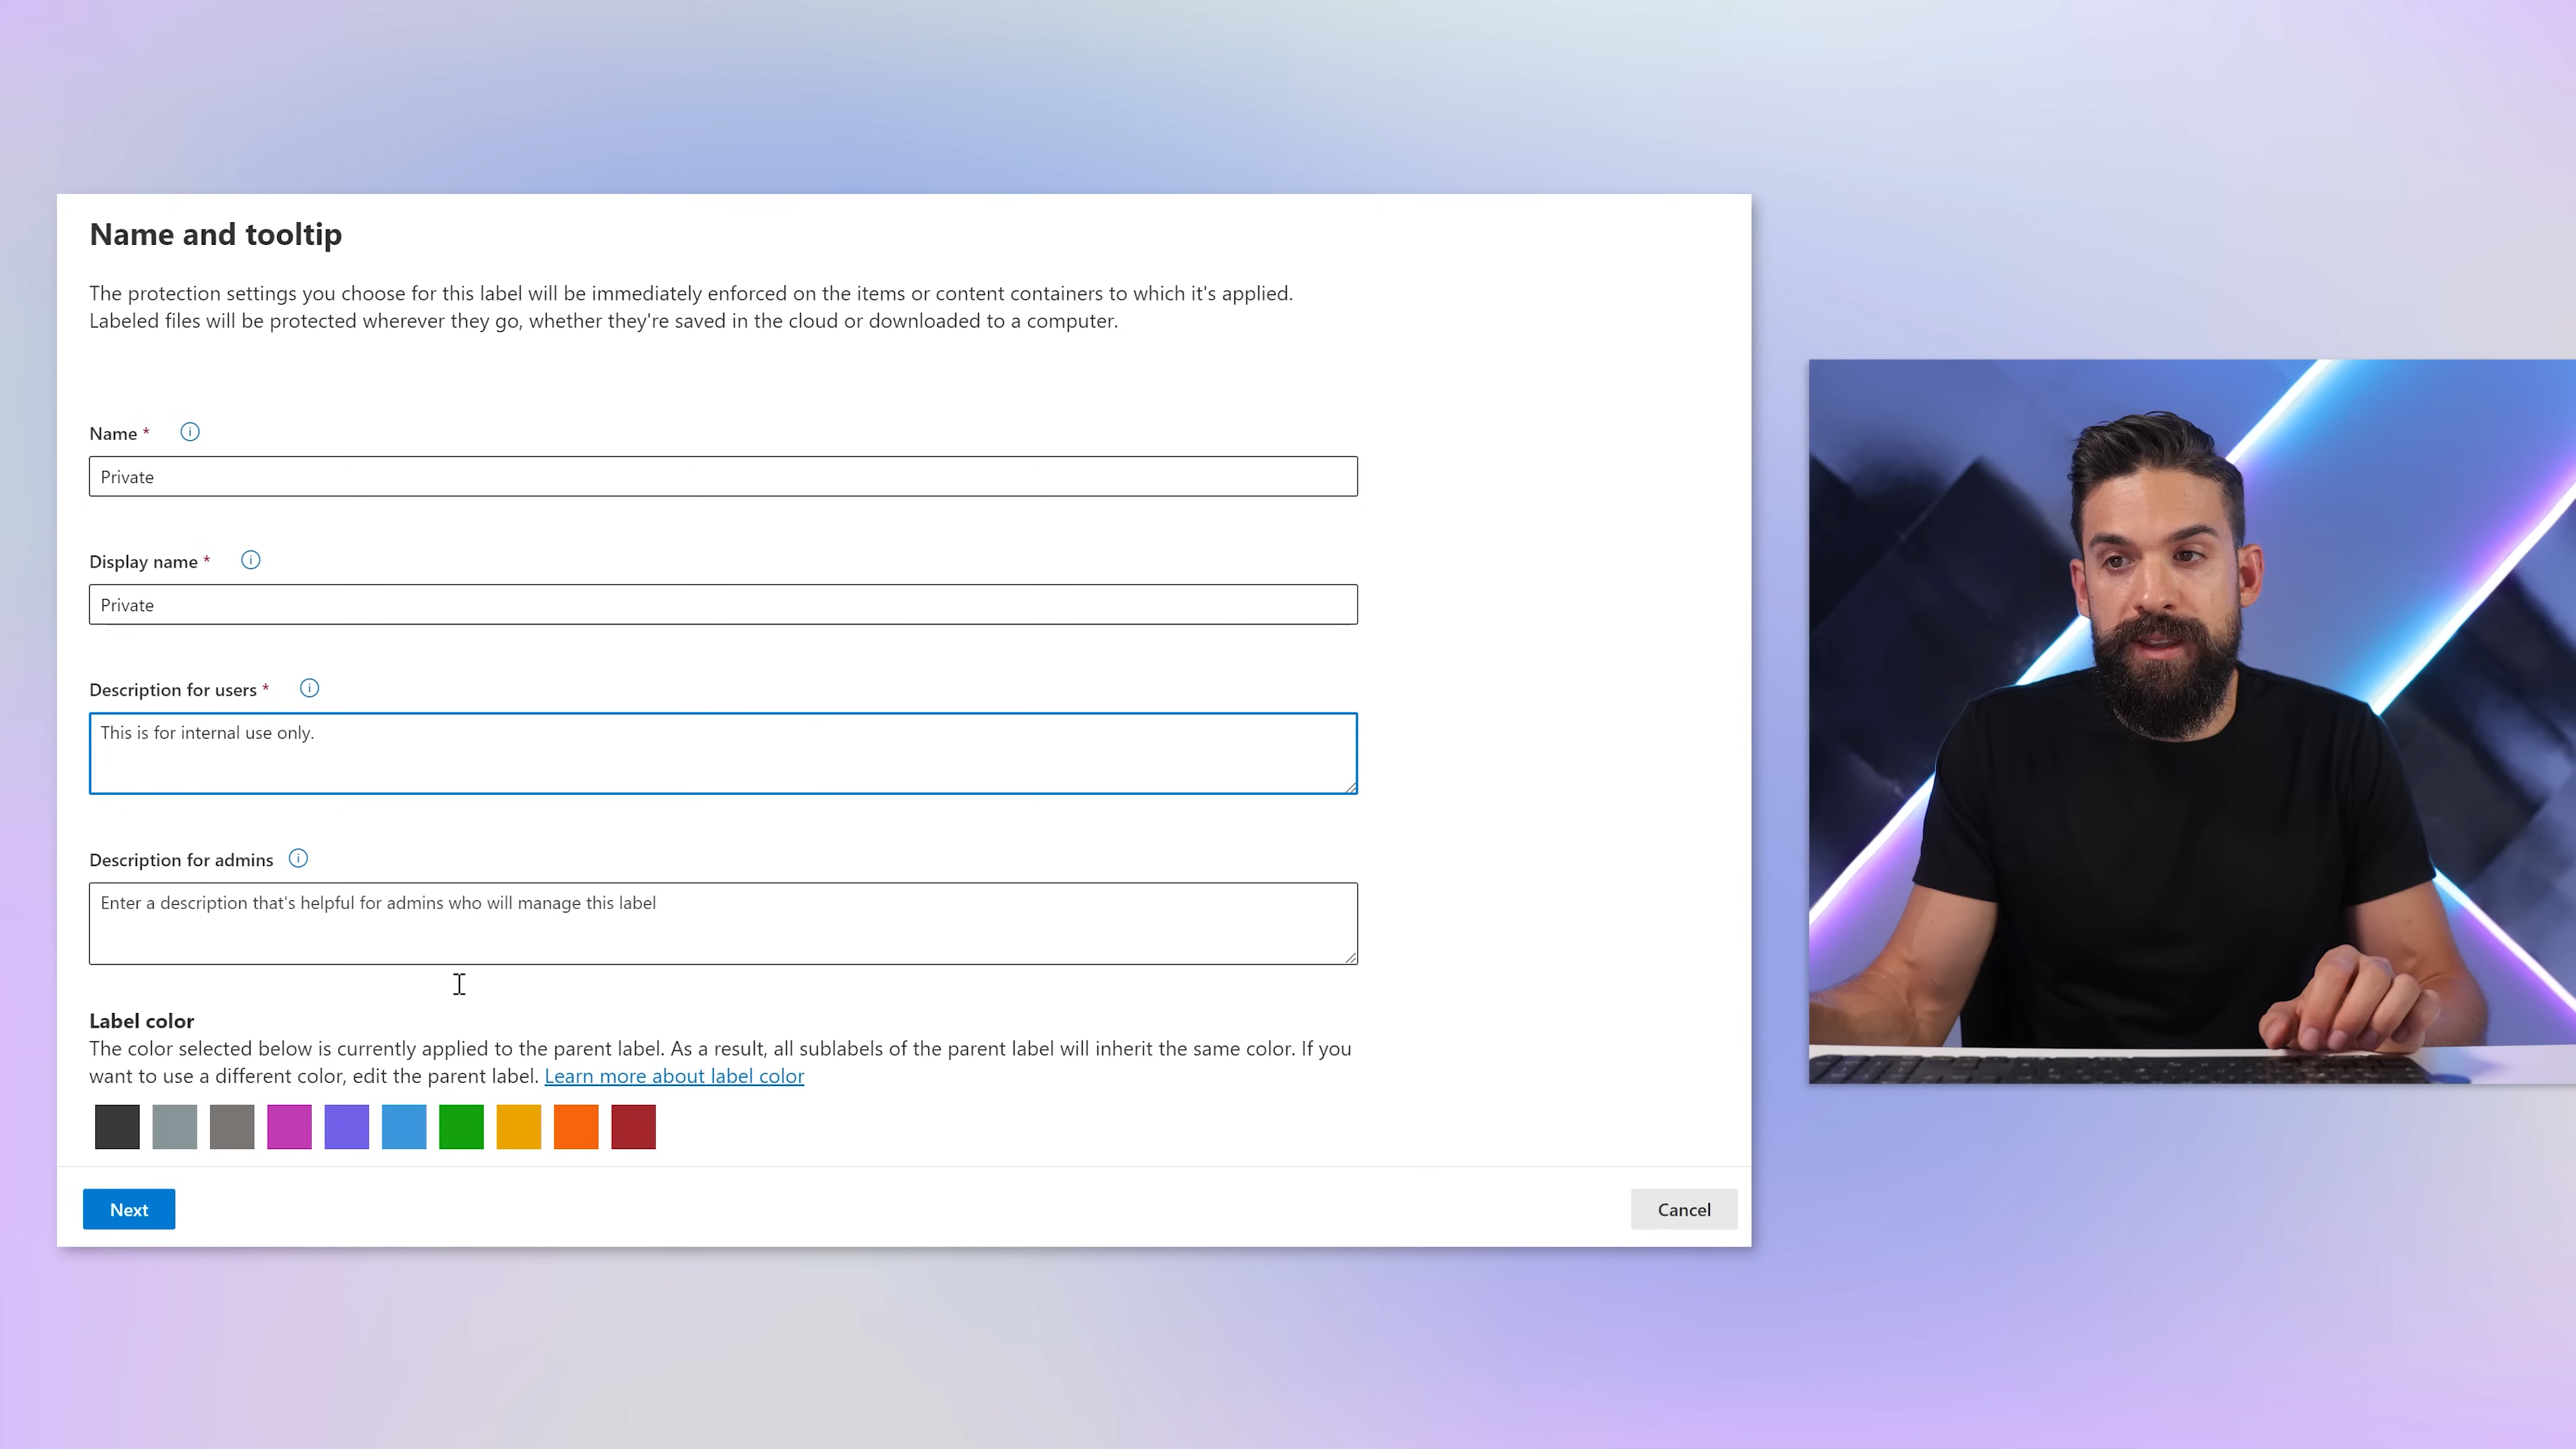 Name and tooltip
The protection settings you choose for this label will be immediately enforced on the items or content containers to which it's applied.
Labeled files will be protected wherever they go, whether they're saved in the cloud or downloaded to a computer.
Name *
Private
Display name *
Private
Description for users *
This is for internal use only.
Description for admins
Enter a description that's helpful for admins who will manage this label
Label color
The color selected below is currently applied to the parent label. As a result, all sublabels of the parent label will inherit the same color. If you
want to use a different color, edit the parent label. Learn more about label color
Next
Cancel